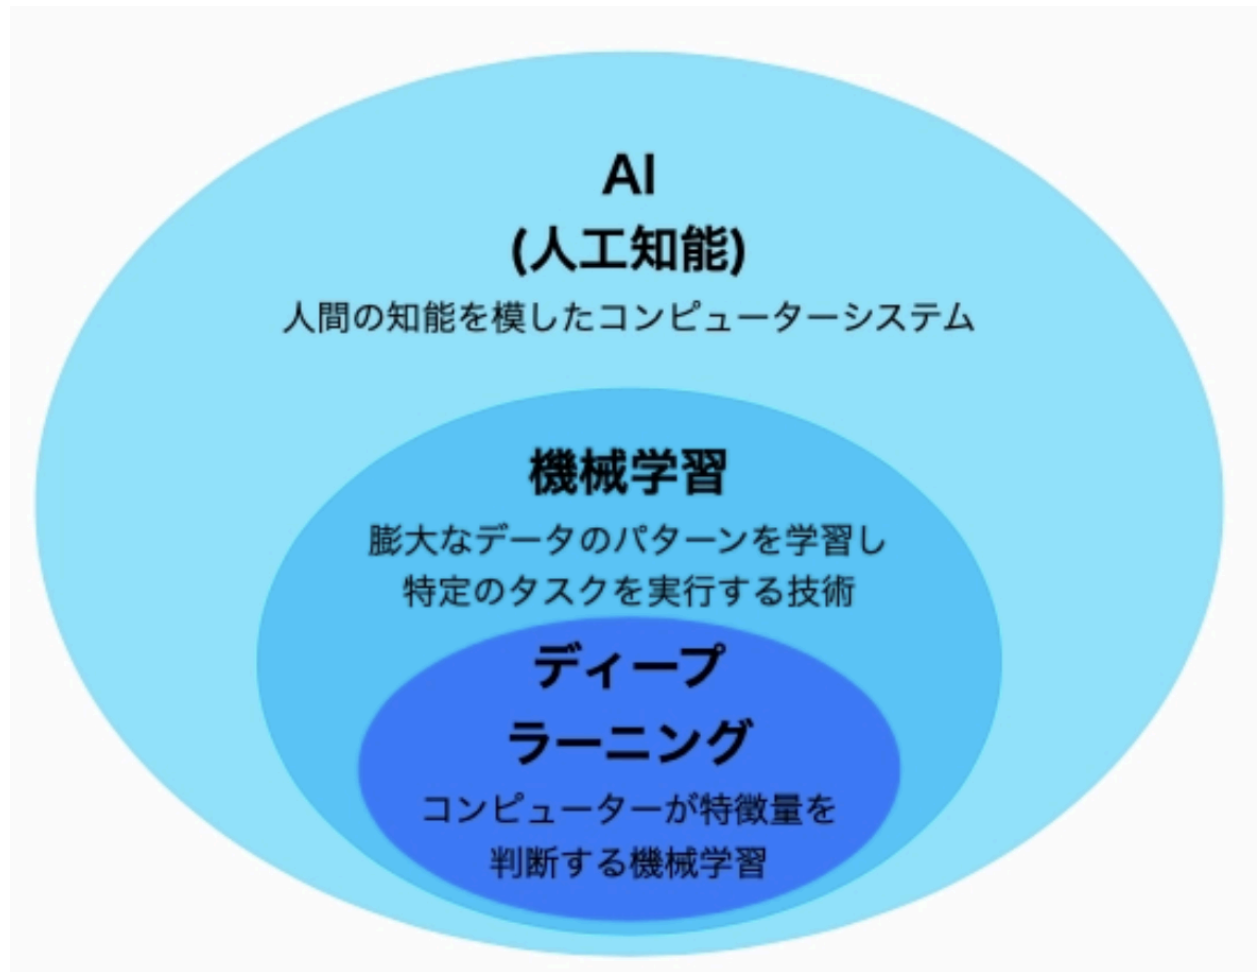 AI
(人工知能)
人間の知能を模したコンピューターシステム
機械学習
膨大なデータのパターンを学習し
特定のタスクを実行する技術
ディープ
ラーニング
コンピューターが特徴量を
判断する機械学習